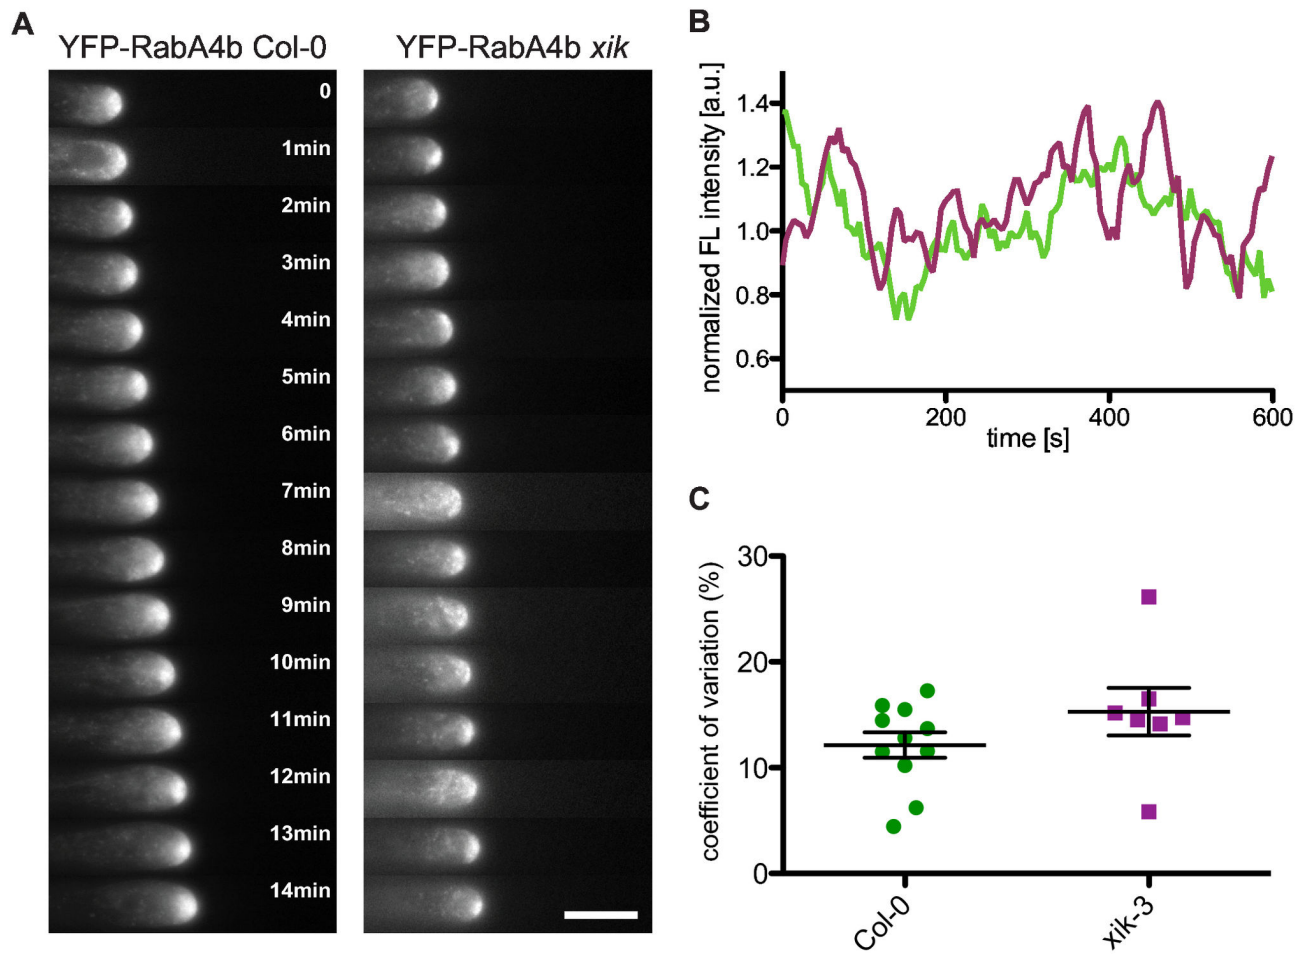 A
YFP-RabA4b Col-0
YFP-RabA4b xik
0
1min
2min
3min
4min
5min
6min
7min
8min
9min
10min
11min
12min
13min
14min
B
normalized FL intensity [a.u.]
1.4
1.2
1.0
0.8
0.6
0
200
400
600
time [s]
C
coefficient of variation (%)
30
20
10
0
Col-0
xik-3